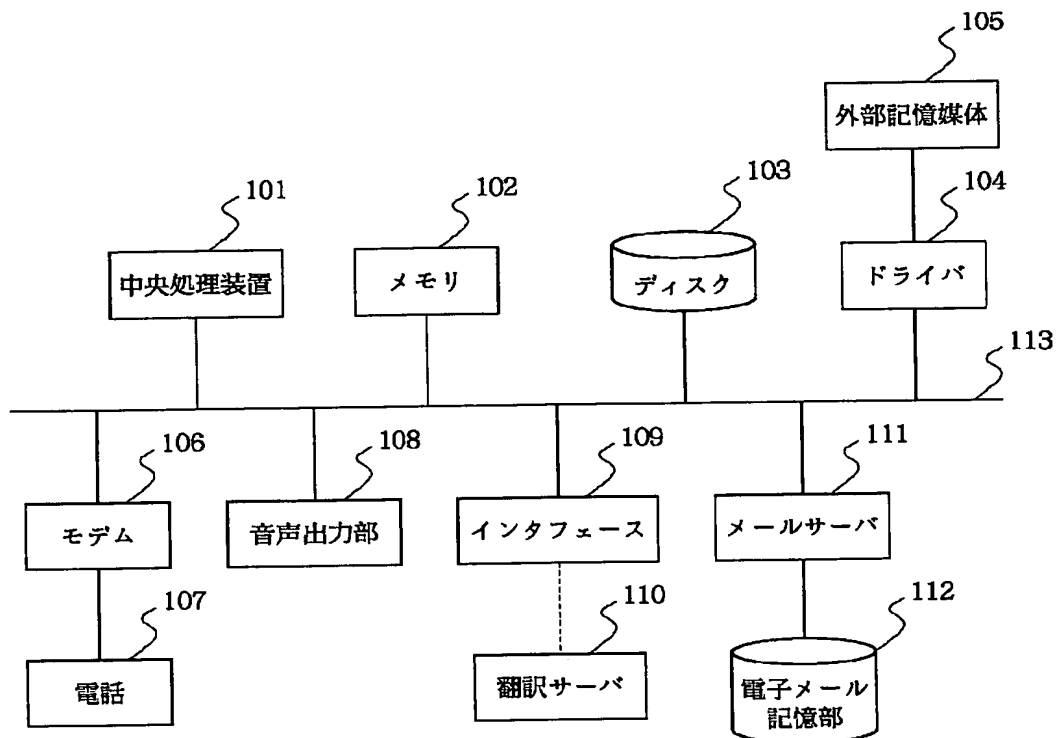 105
外部記憶媒体
101
102
103
104
中央処理装置
メモリ
ディスク
ドライバ
113
106
108
109
111
モデム
音声出力部
インタフェース
メールサーバ
107
110
112
電話
翻訳サーバ
電子メール
記憶部